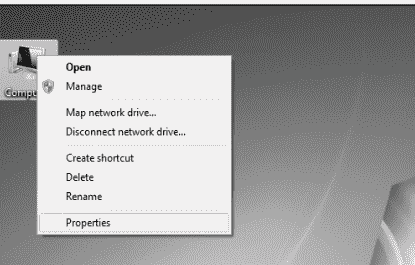 Open
Manage
Map network drive...
Disconnect network drive...
Create shortcut
Delete
Rename
Properties